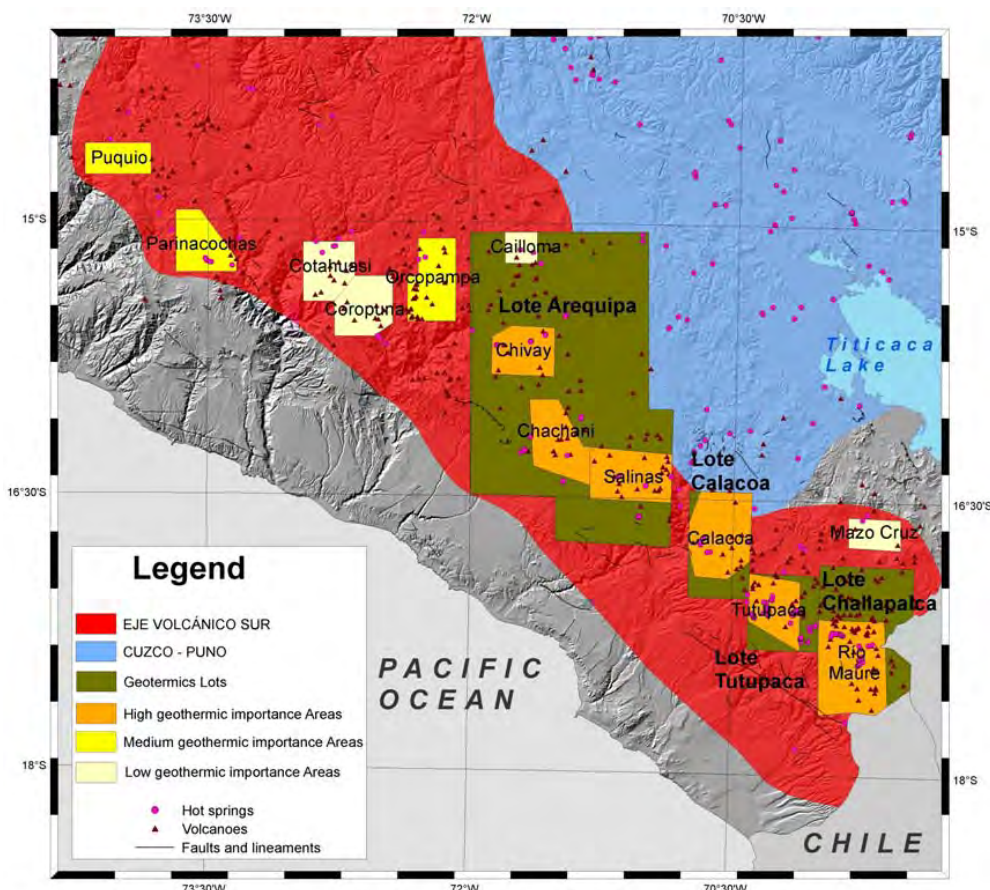 73°30'W 72°W 70°30'W
Puquio
15°S
15°S
Parinacochas
Cotahuasi
Orcopampa
Cailloma
Coropuna
Lote Arequipa
Chivay
Titicaca
Lake
Chachani
Salinas
Lote
Calacoa
16°30'S
16°30'S
Calacoa
Mazo Cruz
Lote
Challapalca
Tutupaca
Lote
Tutupaca
Rio
Maure
PACIFIC
OCEAN
Legend
EJE VOLCÁNICO SUR
CUZCO - PUNO
Geotermics Lots
High geothermic importance Areas
Medium geothermic importance Areas
Low geothermic importance Areas
Hot springs
Volcanoes
Faults and lineaments
18°S
18°S
CHILE
73°30'W 72°W 70°30'W